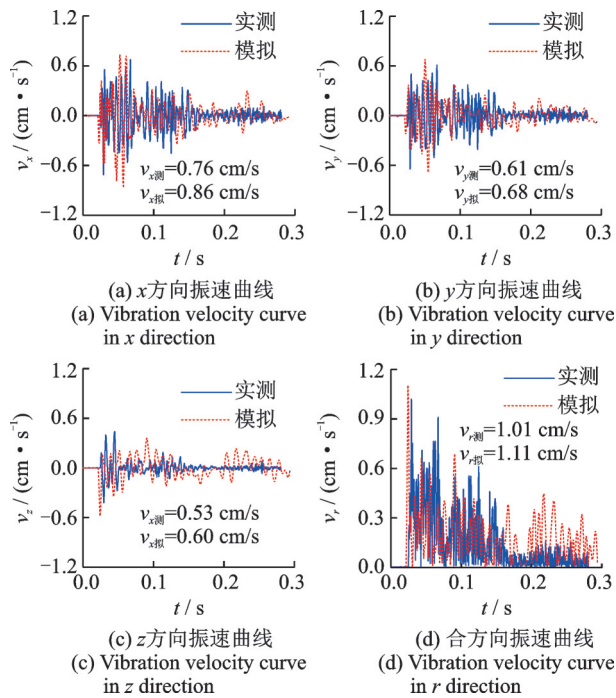 1.2
0.6
0.0
−0.6
−1.2
v_x / (cm·s⁻¹)
实测
模拟
v_x测=0.76 cm/s
v_x拟=0.86 cm/s
0.0 0.1 0.2 0.3
t / s
(a) x方向振速曲线
(a) Vibration velocity curve
in x direction
1.2
0.6
0.0
−0.6
−1.2
v_y / (cm·s⁻¹)
实测
模拟
v_y测=0.61 cm/s
v_y拟=0.68 cm/s
0.0 0.1 0.2 0.3
t / s
(b) y方向振速曲线
(b) Vibration velocity curve
in y direction
1.2
0.6
0.0
−0.6
−1.2
v_z / (cm·s⁻¹)
实测
模拟
v_x测=0.53 cm/s
v_x拟=0.60 cm/s
0.0 0.1 0.2 0.3
t / s
(c) z方向振速曲线
(c) Vibration velocity curve
in z direction
1.2
0.9
0.6
0.3
0.0
v_r / (cm·s⁻¹)
实测
模拟
v_r测=1.01 cm/s
v_r拟=1.11 cm/s
0.0 0.1 0.2 0.3
t / s
(d) 合方向振速曲线
(d) Vibration velocity curve
in r direction